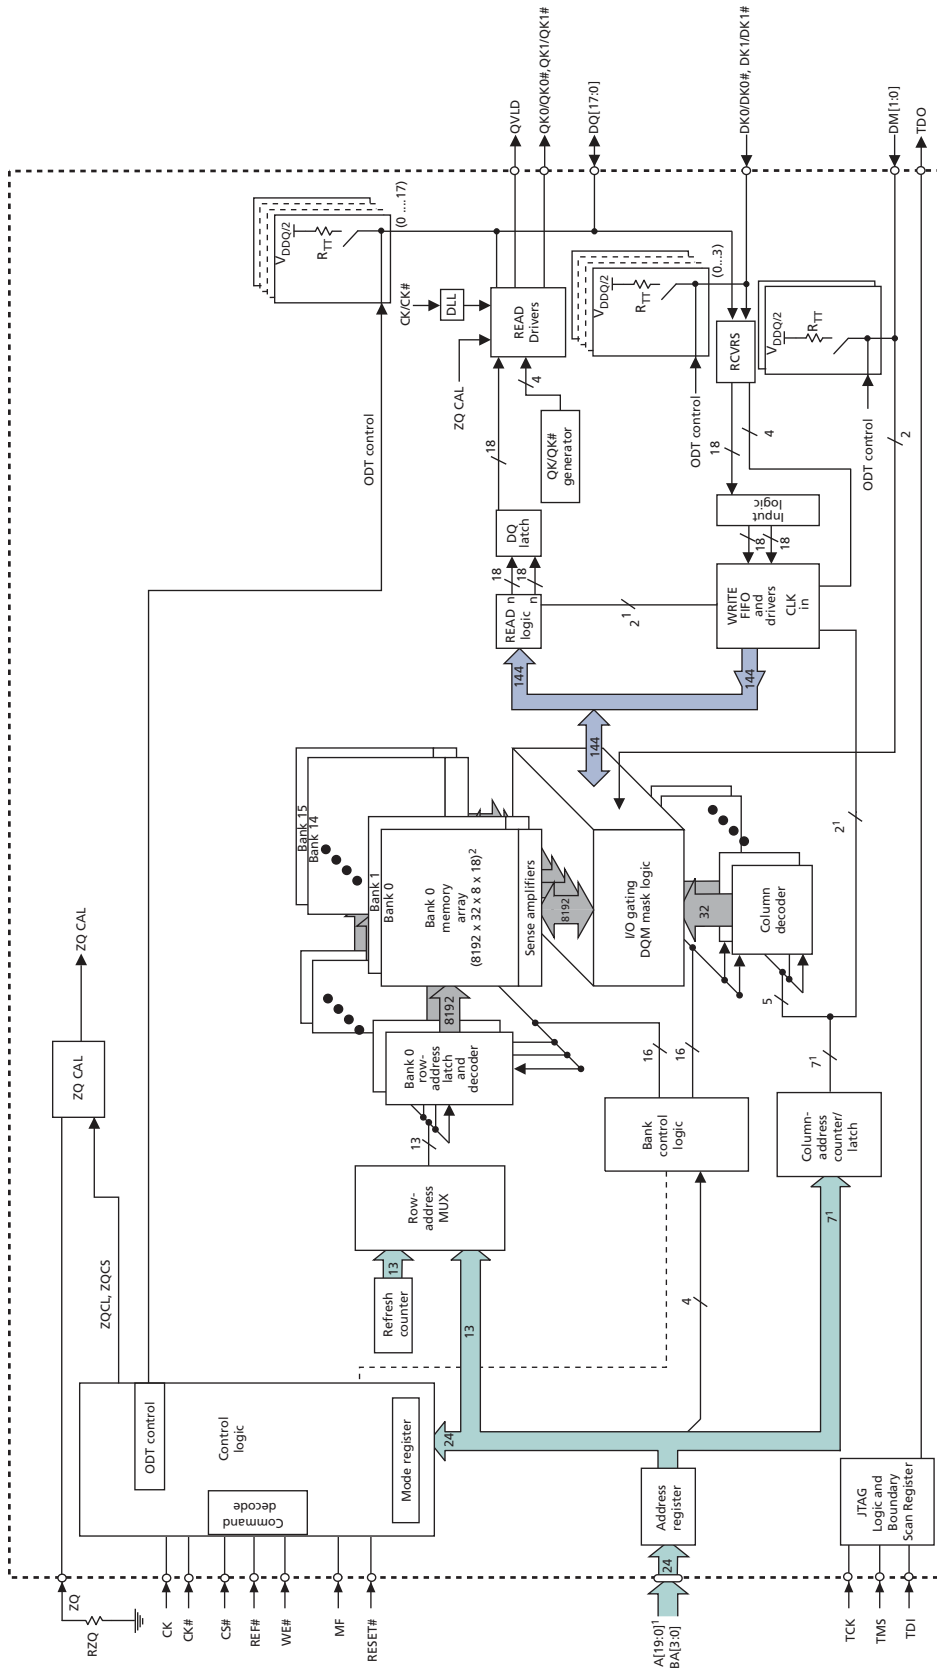 ZQ
RZQ
CK
CK#
CS#
REF#
WE#
MF
RESET#
A[19:0]¹
BA[3:0]
24
TCK
TMS
TDI
ZQCL, ZQCS
ODT control
Control
logic
Command
decode
Mode register
24
Address
register
JTAG
Logic and
Boundary
Scan Register
ZQ CAL
ZQ CAL
Refresh
counter
13
13
Row-
address
MUX
4
7¹
13
Bank
control
logic
16
16
Column-
address
counter/
latch
7¹
5
2¹
Bank 0
row-
address
latch
and
decoder
8192
Bank 15
Bank 14
Bank 1
Bank 0
Bank 0
memory
array
(8192 x 32 x 8 x 18)²
Sense amplifiers
8192
I/O gating
DQM mask logic
32
Column
decoder
144
144
144
READ
logic
n
n
18
18
DQ
latch
18
2¹
WRITE
FIFO
and
drivers
CLK
in
18
18
Input
logic
18
4
RCVRS
QK/QK#
generator
4
ZQ CAL
READ
Drivers
DLL
CK/CK#
ODT control
VDDQ/2
RTT
(0 ....17)
ODT control
VDDQ/2
RTT
(0...3)
ODT control
VDDQ/2
RTT
2
QVLD
QK0/QK0#, QK1/QK1#
DQ[17:0]
DK0/DK0#, DK1/DK1#
DM[1:0]
TDO